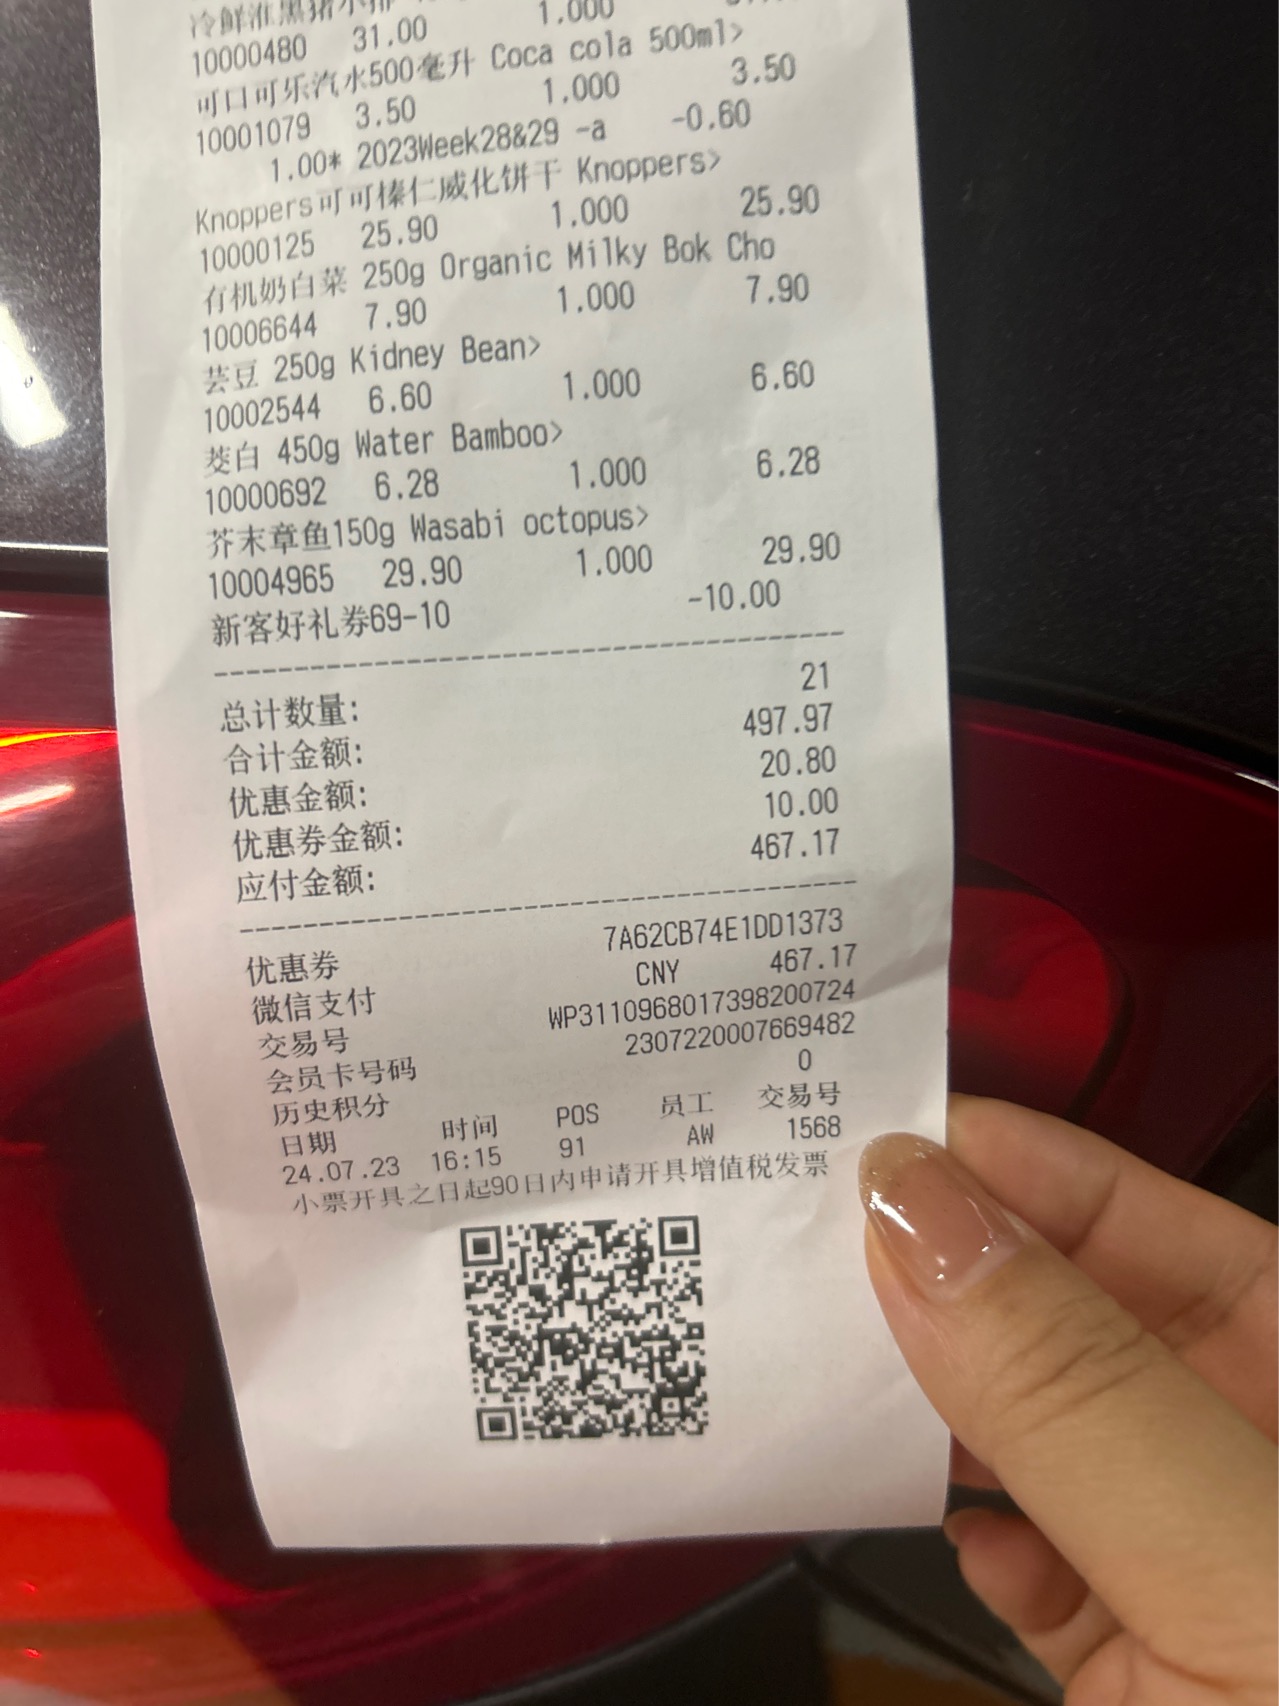 冷鲜淮黑猪小排
10000480 31.00 1.000
可口可乐汽水500毫升 Coca cola 500ml>
10001079 3.50 1.000 3.50
1.00* 2023Week28&29 -a -0.60
Knoppers可可榛仁威化饼干 Knoppers>
10000125 25.90 1.000 25.90
有机奶白菜 250g Organic Milky Bok Cho
10006644 7.90 1.000 7.90
芸豆 250g Kidney Bean>
10002544 6.60 1.000 6.60
茭白 450g Water Bamboo>
10000692 6.28 1.000 6.28
芥末章鱼150g Wasabi octopus>
10004965 29.90 1.000 29.90
新客好礼券69-10 -10.00
总计数量: 21
合计金额: 497.97
优惠金额: 20.80
优惠券金额: 10.00
应付金额: 467.17
优惠券 7A62CB74E1DD1373
微信支付 CNY 467.17
交易号 WP3110968017398200724
会员卡号码 2307220007669482
历史积分 0
日期 时间 POS 员工 交易号
24.07.23 16:15 91 AW 1568
小票开具之日起90日内申请开具增值税发票